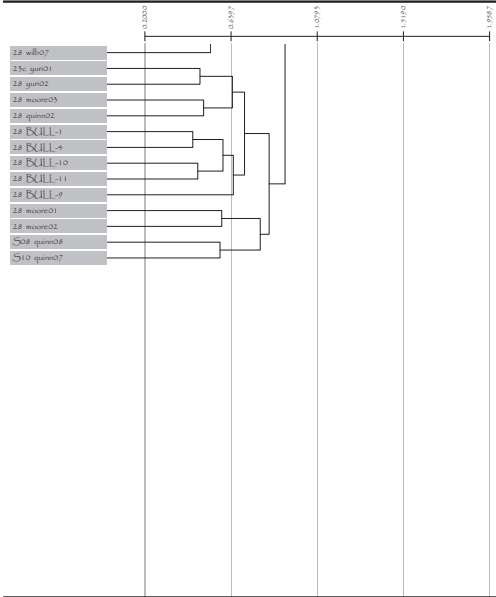 0.2000
0.6397
1.0793
1.5190
1.9587
28 wilb07
23c yuri01
28 yuri02
28 moore03
28 quinn02
28 BULL-1
28 BULL-4
28 BULL-10
28 BULL-11
28 BULL-9
28 moore01
28 moore02
S08 quinn08
S10 quinn07